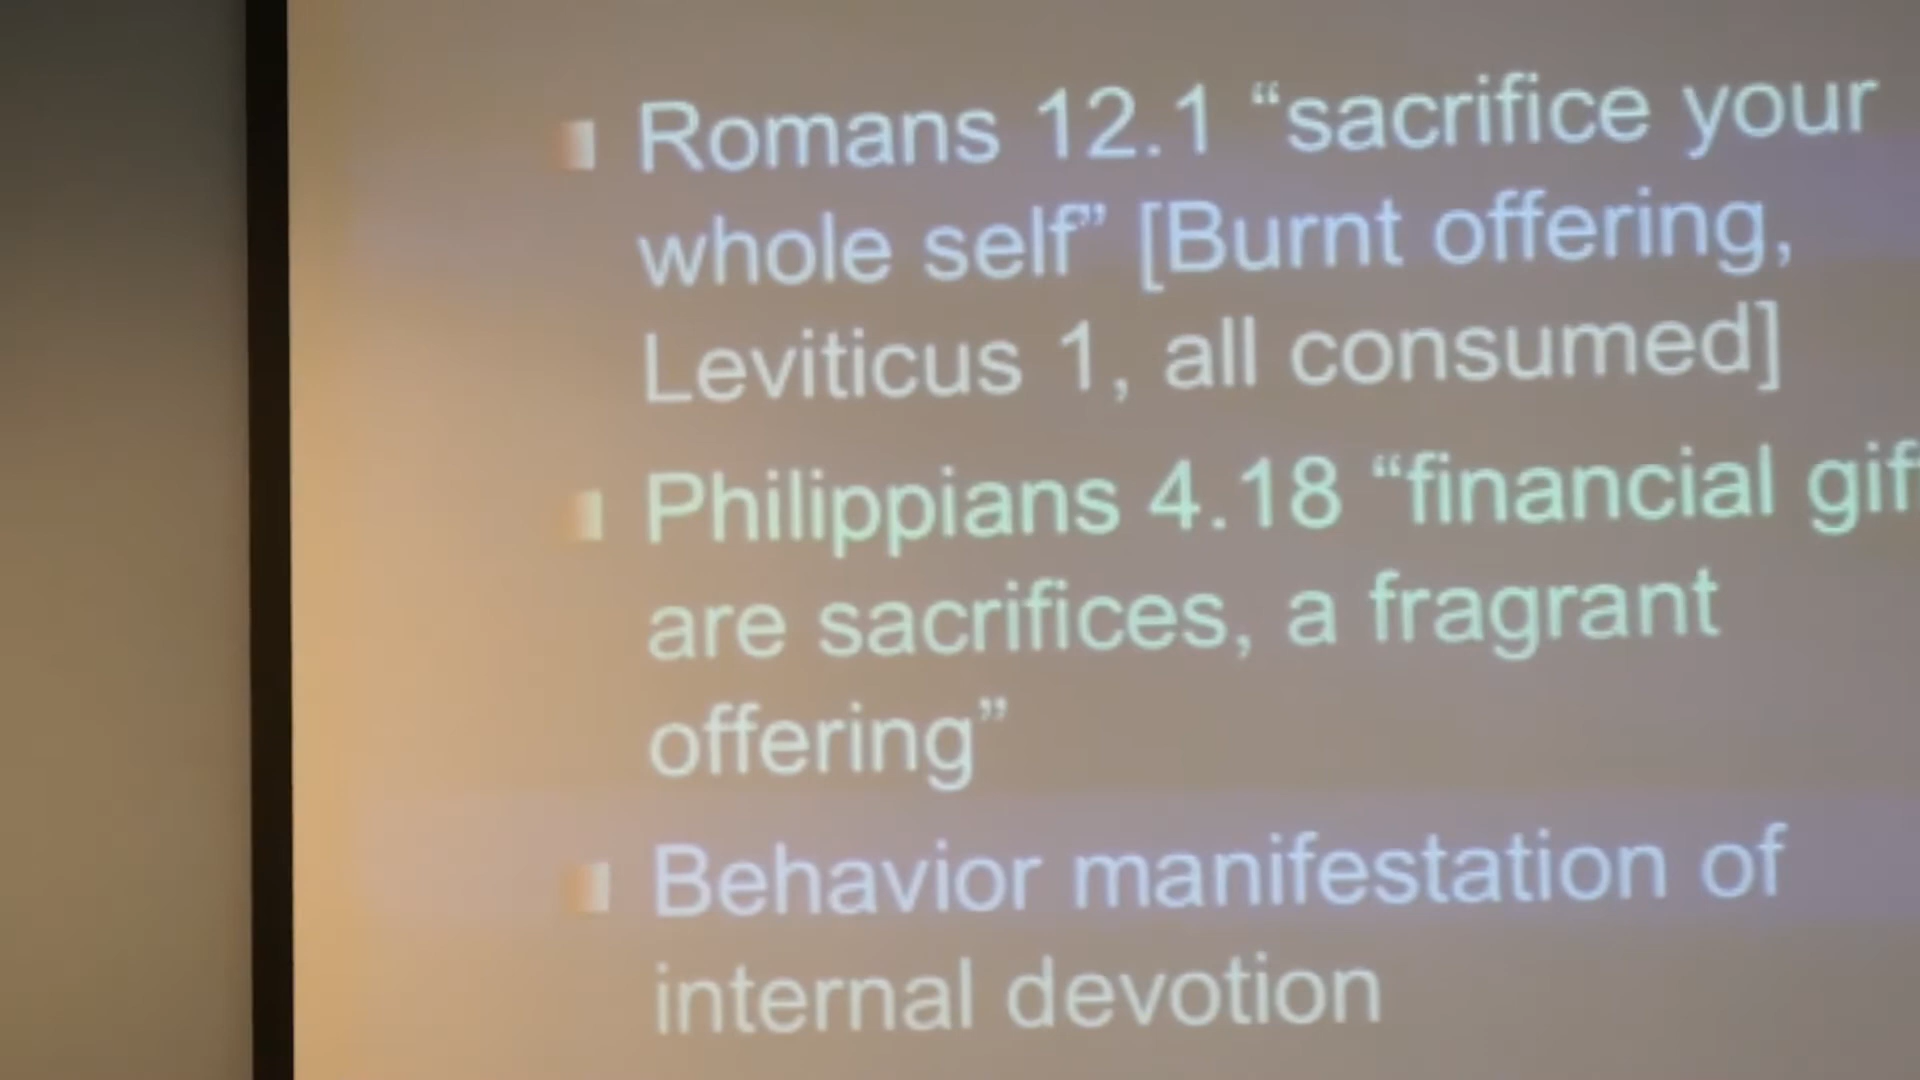 Romans 12.1 “sacrifice your
whole self” [Burnt offering,
Leviticus 1, all consumed]
Philippians 4.18 “financial
are sacrifices, a fragrant
offering”
Behavior manifestation of
internal devotion